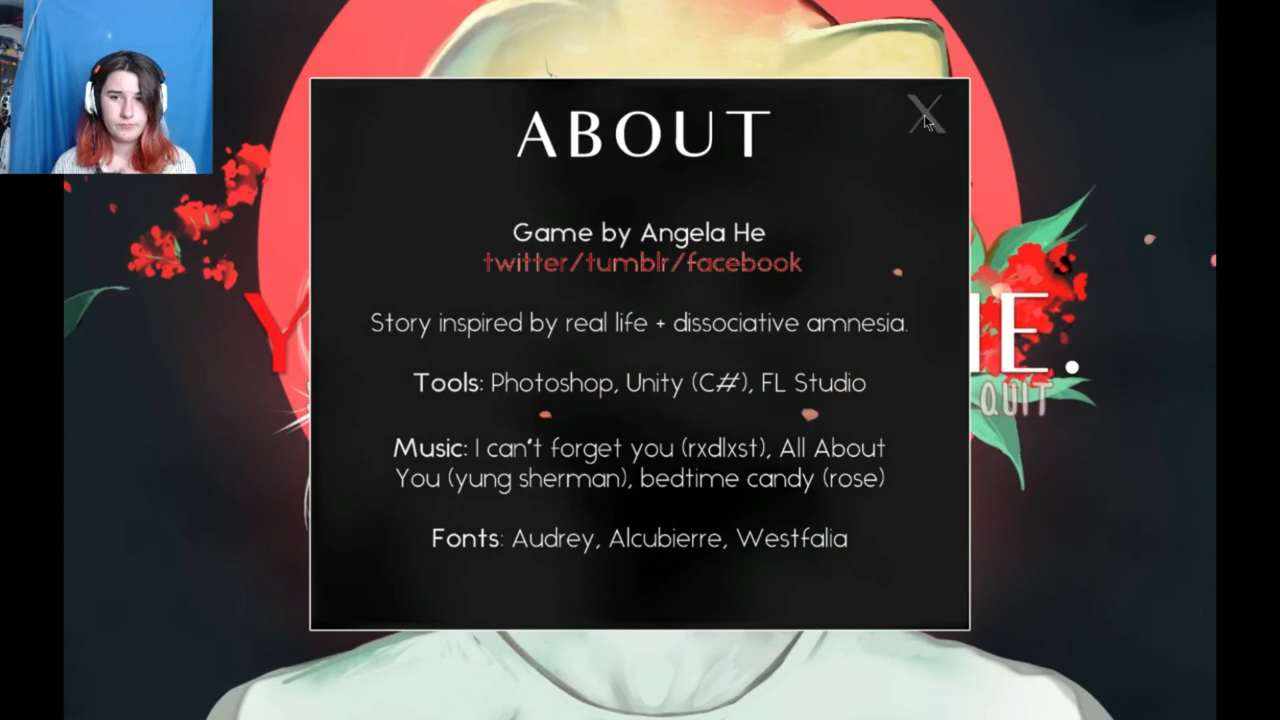 ABOUT
X
Game by Angela He
twitter/tumblr/facebook
Story inspired by real life + dissociative amnesia.
Tools: Photoshop, Unity (C#), FL Studio
Music: I can't forget you (rxdlxst), All About
You (yung sherman), bedtime candy (rose)
Fonts: Audrey, Alcubierre, Westfalia
QUIT